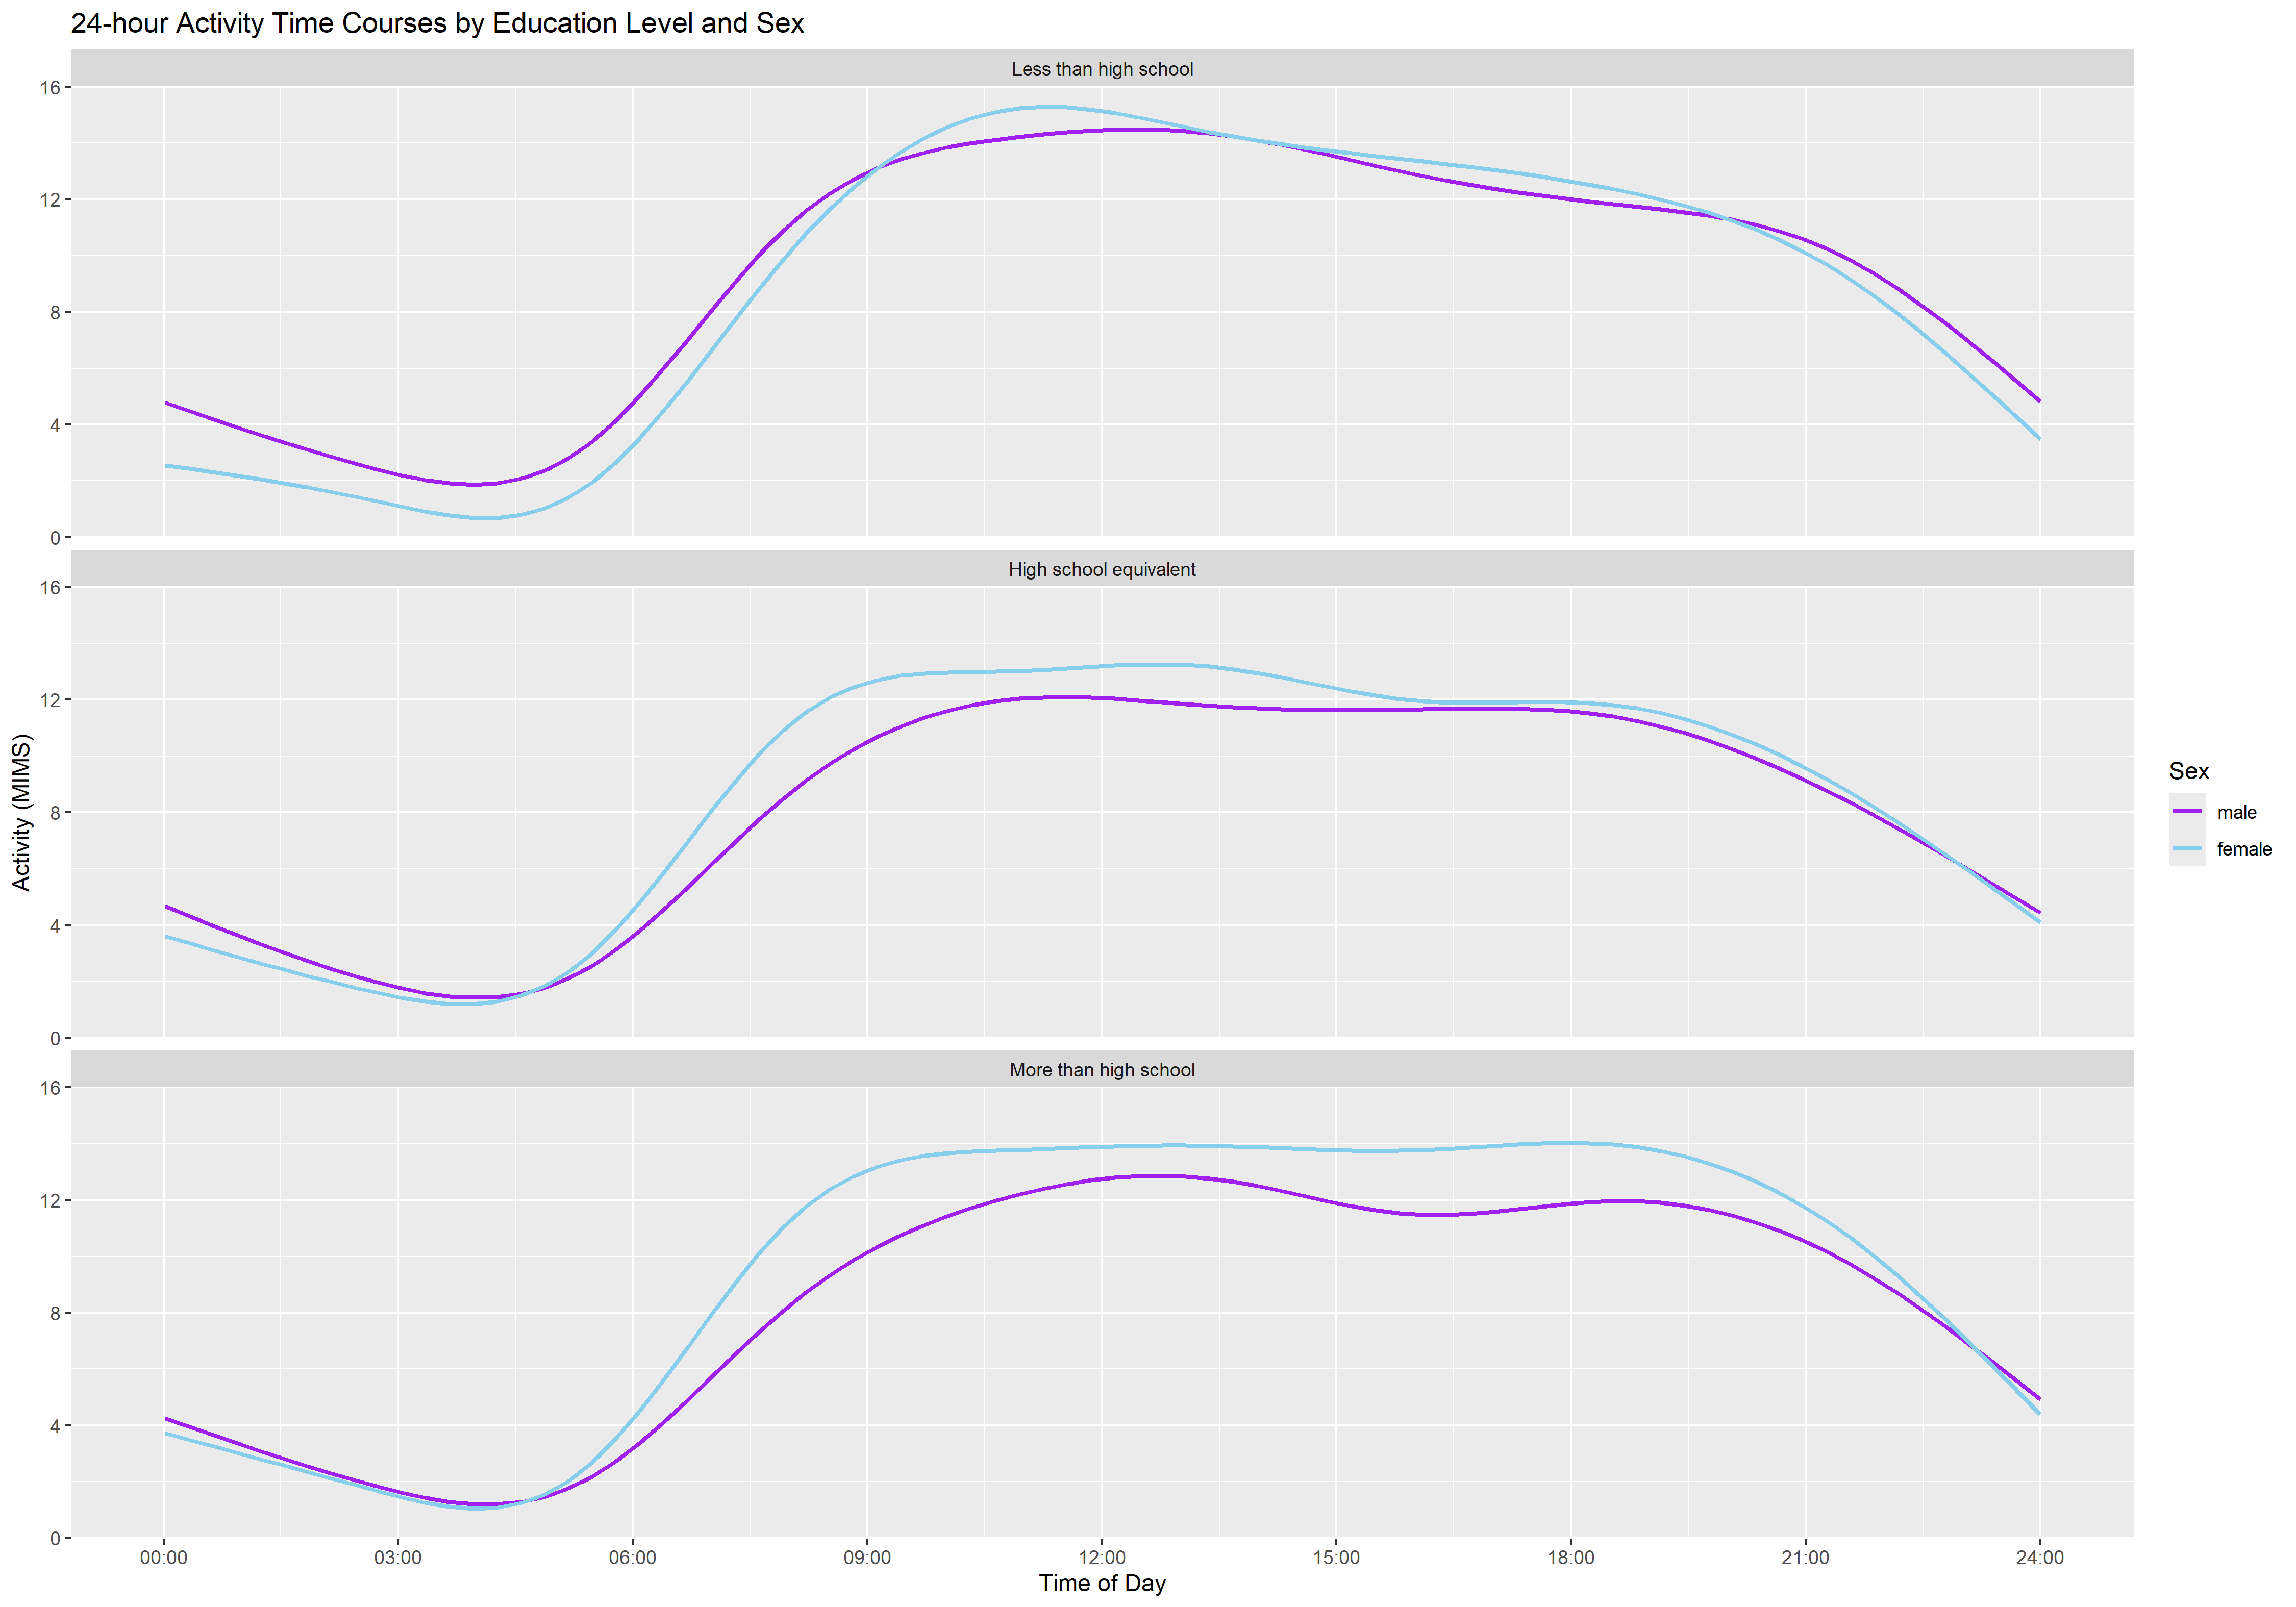 24-hour Activity Time Courses by Education Level and Sex
Less than high school
16
12
8
4
0
High school equivalent
16
12
8
4
0
More than high school
16
12
8
4
0
Activity (MIMS)
00:00 03:00 06:00 09:00 12:00 15:00 18:00 21:00 24:00
Time of Day
Sex
male
female